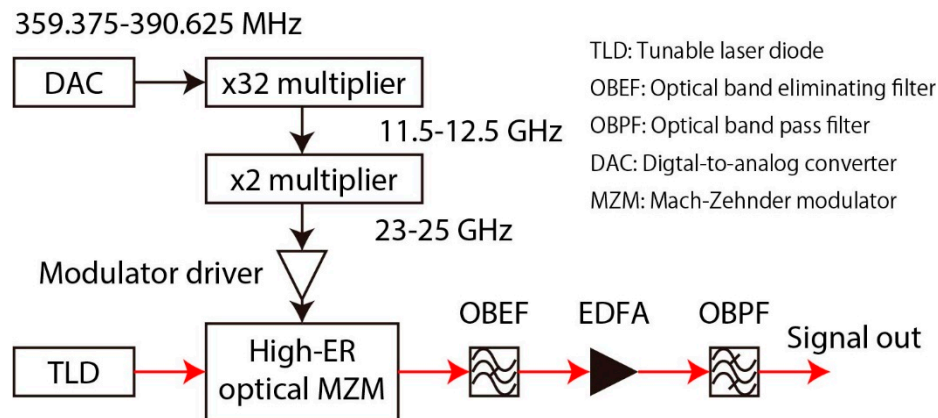 359.375-390.625 MHz
DAC
x32 multiplier
11.5-12.5 GHz
x2 multiplier
23-25 GHz
Modulator driver
TLD
High-ER
optical MZM
OBEF
EDFA
OBPF
Signal out
TLD: Tunable laser diode
OBEF: Optical band eliminating filter
OBPF: Optical band pass filter
DAC: Digtal-to-analog converter
MZM: Mach-Zehnder modulator